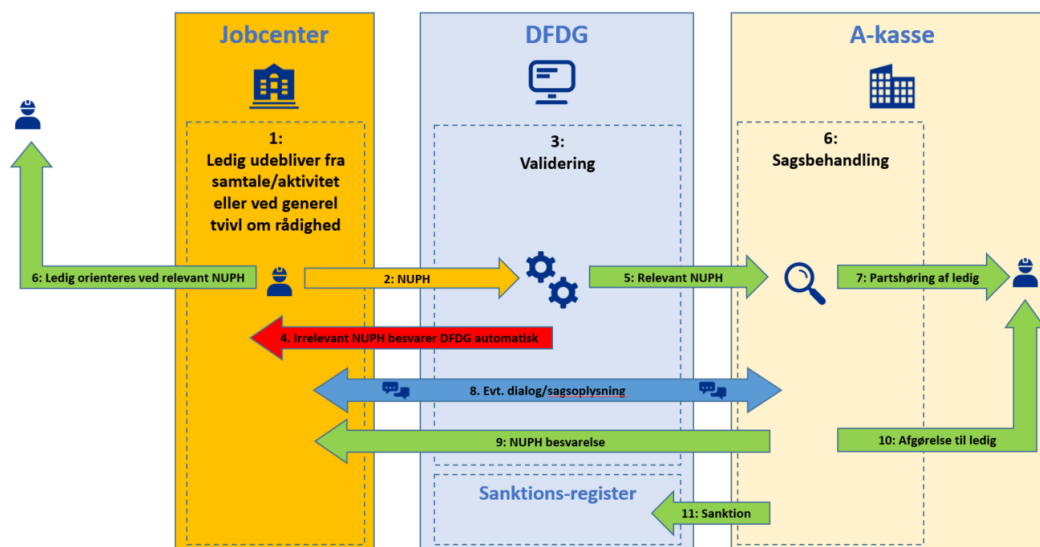 Jobcenter
DFDG
A-kasse
1:
Ledig udebliver fra
samtale/aktivitet
eller ved generel
tvivl om rådighed
3:
Validering
6:
Sagsbehandling
6: Ledig orienteres ved relevant NUPH
2: NUPH
5: Relevant NUPH
7: Partshøring af ledig
4. Irrelevant NUPH besvarer DFDG automatisk
8. Evt. dialog/sagsoplysning
9: NUPH besvarelse
10: Afgørelse til ledig
Sanktions-register
11: Sanktion